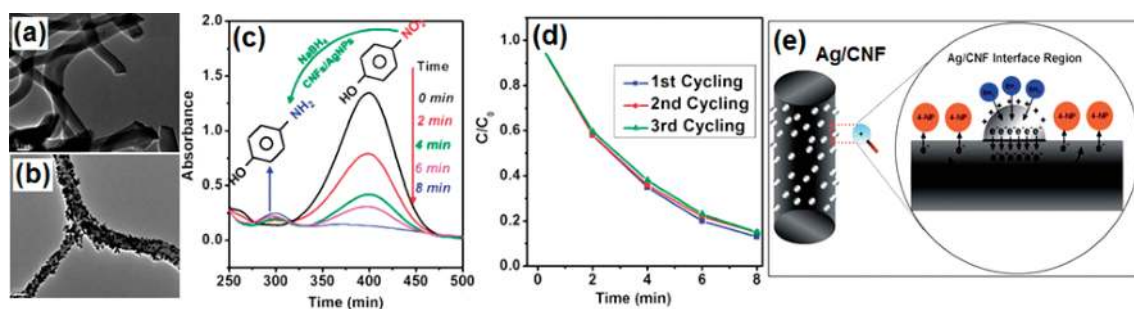 (a)
(b)
(c)
Absorbance
2.0
1.5
1.0
0.5
0.0
250
300
350
400
450
500
Time (min)
NaBH4
CNFs/AgNPs
NO2
HO
NH2
HO
Time
0 min
2 min
4 min
6 min
8 min
(d)
C/C0
1.0
0.8
0.6
0.4
0.2
0.0
0
2
4
6
8
Time (min)
1st Cycling
2nd Cycling
3rd Cycling
(e)
Ag/CNF
Ag/CNF Interface Region
4-NP
4-NP
4-NP
4-NP